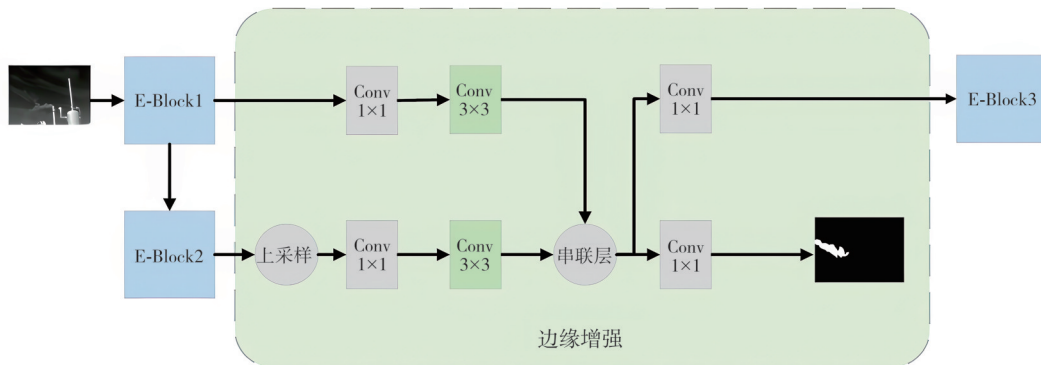 E-Block1
Conv
1×1
Conv
3×3
Conv
1×1
E-Block3
E-Block2
上采样
Conv
1×1
Conv
3×3
串联层
Conv
1×1
边缘增强